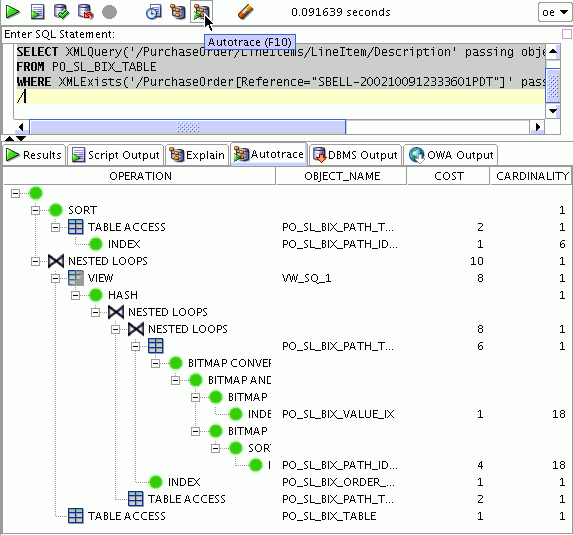 0.091639 seconds
oe
Enter SQL Statement:
Autotrace (F10)
SELECT XMLQuery('/PurchaseOrder/LineItems/LineItem/Description' passing obje
FROM PO_SL_BIX_TABLE
WHERE XMLExists('/PurchaseOrder[Reference="SBELL-2002100912333601PDT"]' pass
/
Results Script Output Explain Autotrace DBMS Output OWA Output
OPERATION OBJECT_NAME COST CARDINALITY
SORT 1
TABLE ACCESS PO_SL_BIX_PATH_T... 2 1
INDEX PO_SL_BIX_PATH_ID... 1 6
NESTED LOOPS 10 1
VIEW VW_SQ_1 8 1
HASH 1
NESTED LOOPS
NESTED LOOPS 8 1
PO_SL_BIX_PATH_T... 6 1
BITMAP CONVER
BITMAP AND
BITMAP
INDE PO_SL_BIX_VALUE_IX 1 18
BITMAP
SOR
I PO_SL_BIX_PATH_ID... 4 18
INDEX PO_SL_BIX_ORDER_... 1 1
TABLE ACCESS PO_SL_BIX_PATH_T... 2 1
TABLE ACCESS PO_SL_BIX_TABLE 1 1